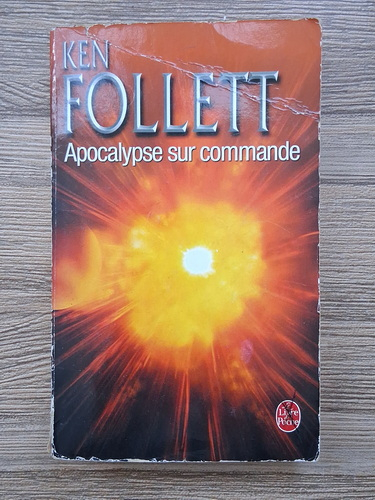 KEN
FOLLETT
Apocalypse sur commande
Le Livre
de Poche